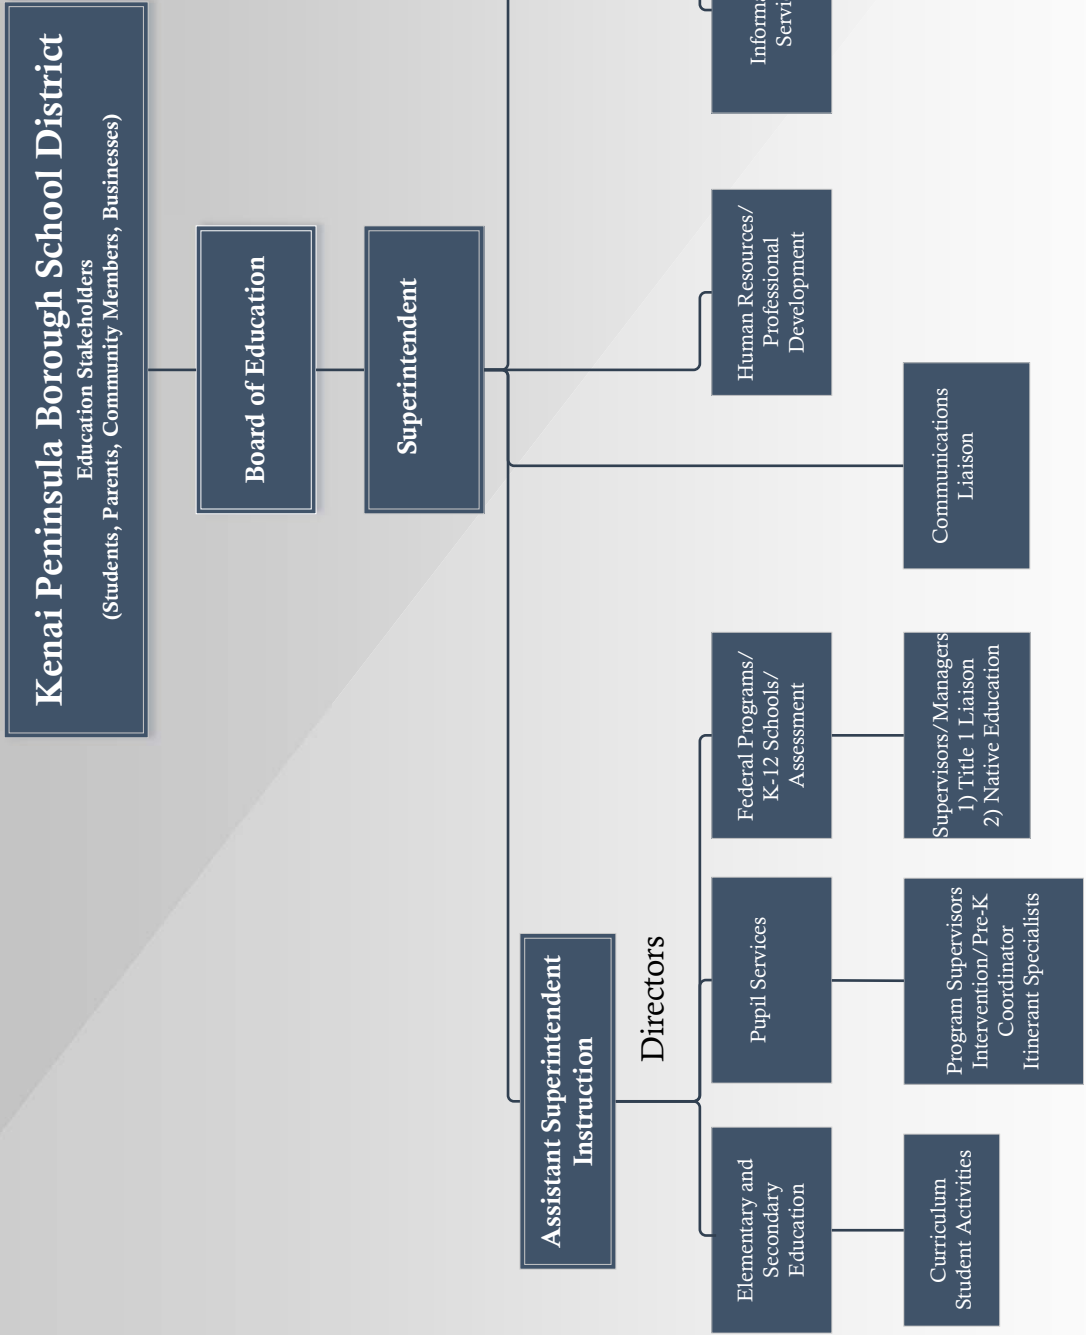 Kenai Peninsula Borough School District
Education Stakeholders
(Students, Parents, Community Members, Businesses)
Board of Education
Superintendent
Assistant Superintendent
Instruction
Directors
Elementary and
Secondary
Education
Pupil Services
Federal Programs/
K-12 Schools/
Assessment
Human Resources/
Professional
Development
Curriculum
Student Activities
Program Supervisors
Intervention/Pre-K
Coordinator
Itinerant Specialists
Supervisors/Managers
1) Title 1 Liaison
2) Native Education
Communications
Liaison